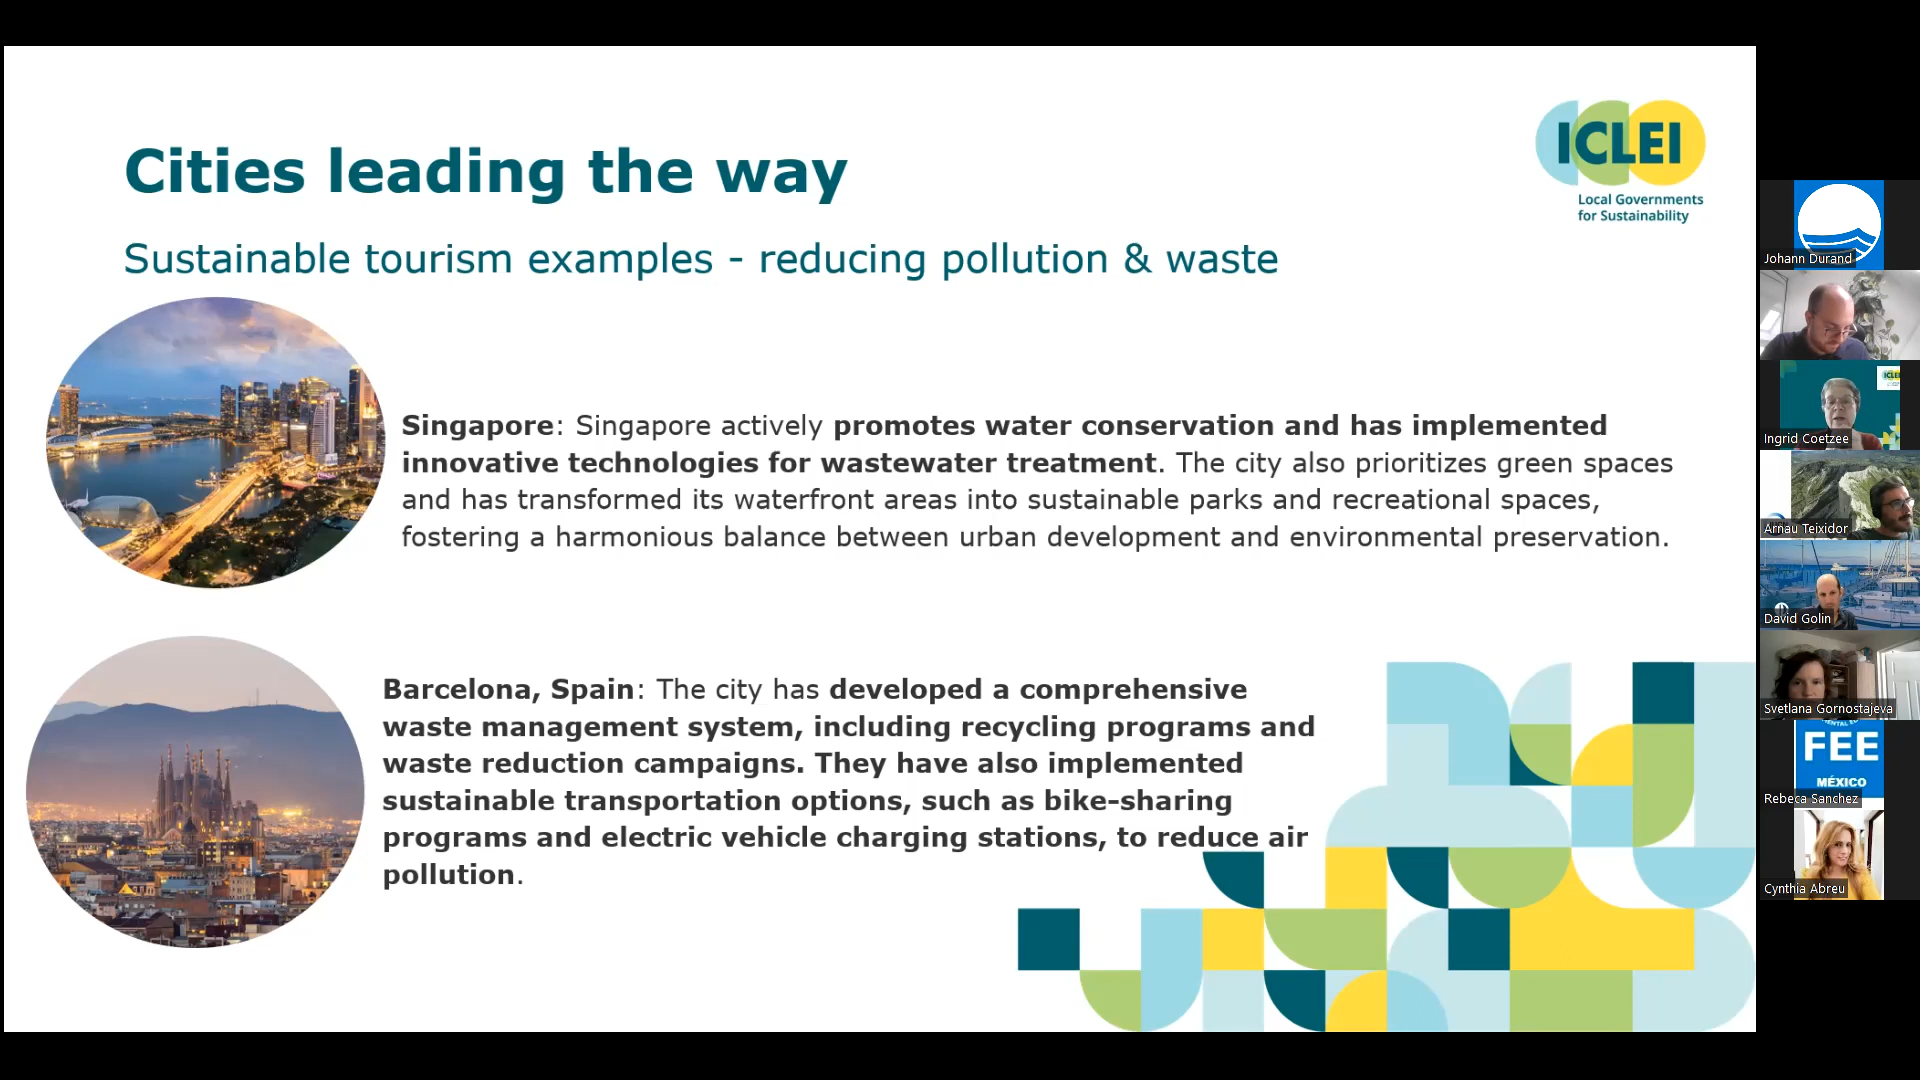 Cities leading the way
Sustainable tourism examples - reducing pollution & waste
ICLEI
Local Governments
for Sustainability
Singapore: Singapore actively promotes water conservation and has implemented
innovative technologies for wastewater treatment. The city also prioritizes green spaces
and has transformed its waterfront areas into sustainable parks and recreational spaces,
fostering a harmonious balance between urban development and environmental preservation.
Barcelona, Spain: The city has developed a comprehensive
waste management system, including recycling programs and
waste reduction campaigns. They have also implemented
sustainable transportation options, such as bike-sharing
programs and electric vehicle charging stations, to reduce air
pollution.
Johann Durand
ICLEI
Ingrid Coetzee
Arnau Teixidor
David Golin
Svetlana Gornostajeva
FEE
MÉXICO
Rebeca Sanchez
Cynthia Abreu